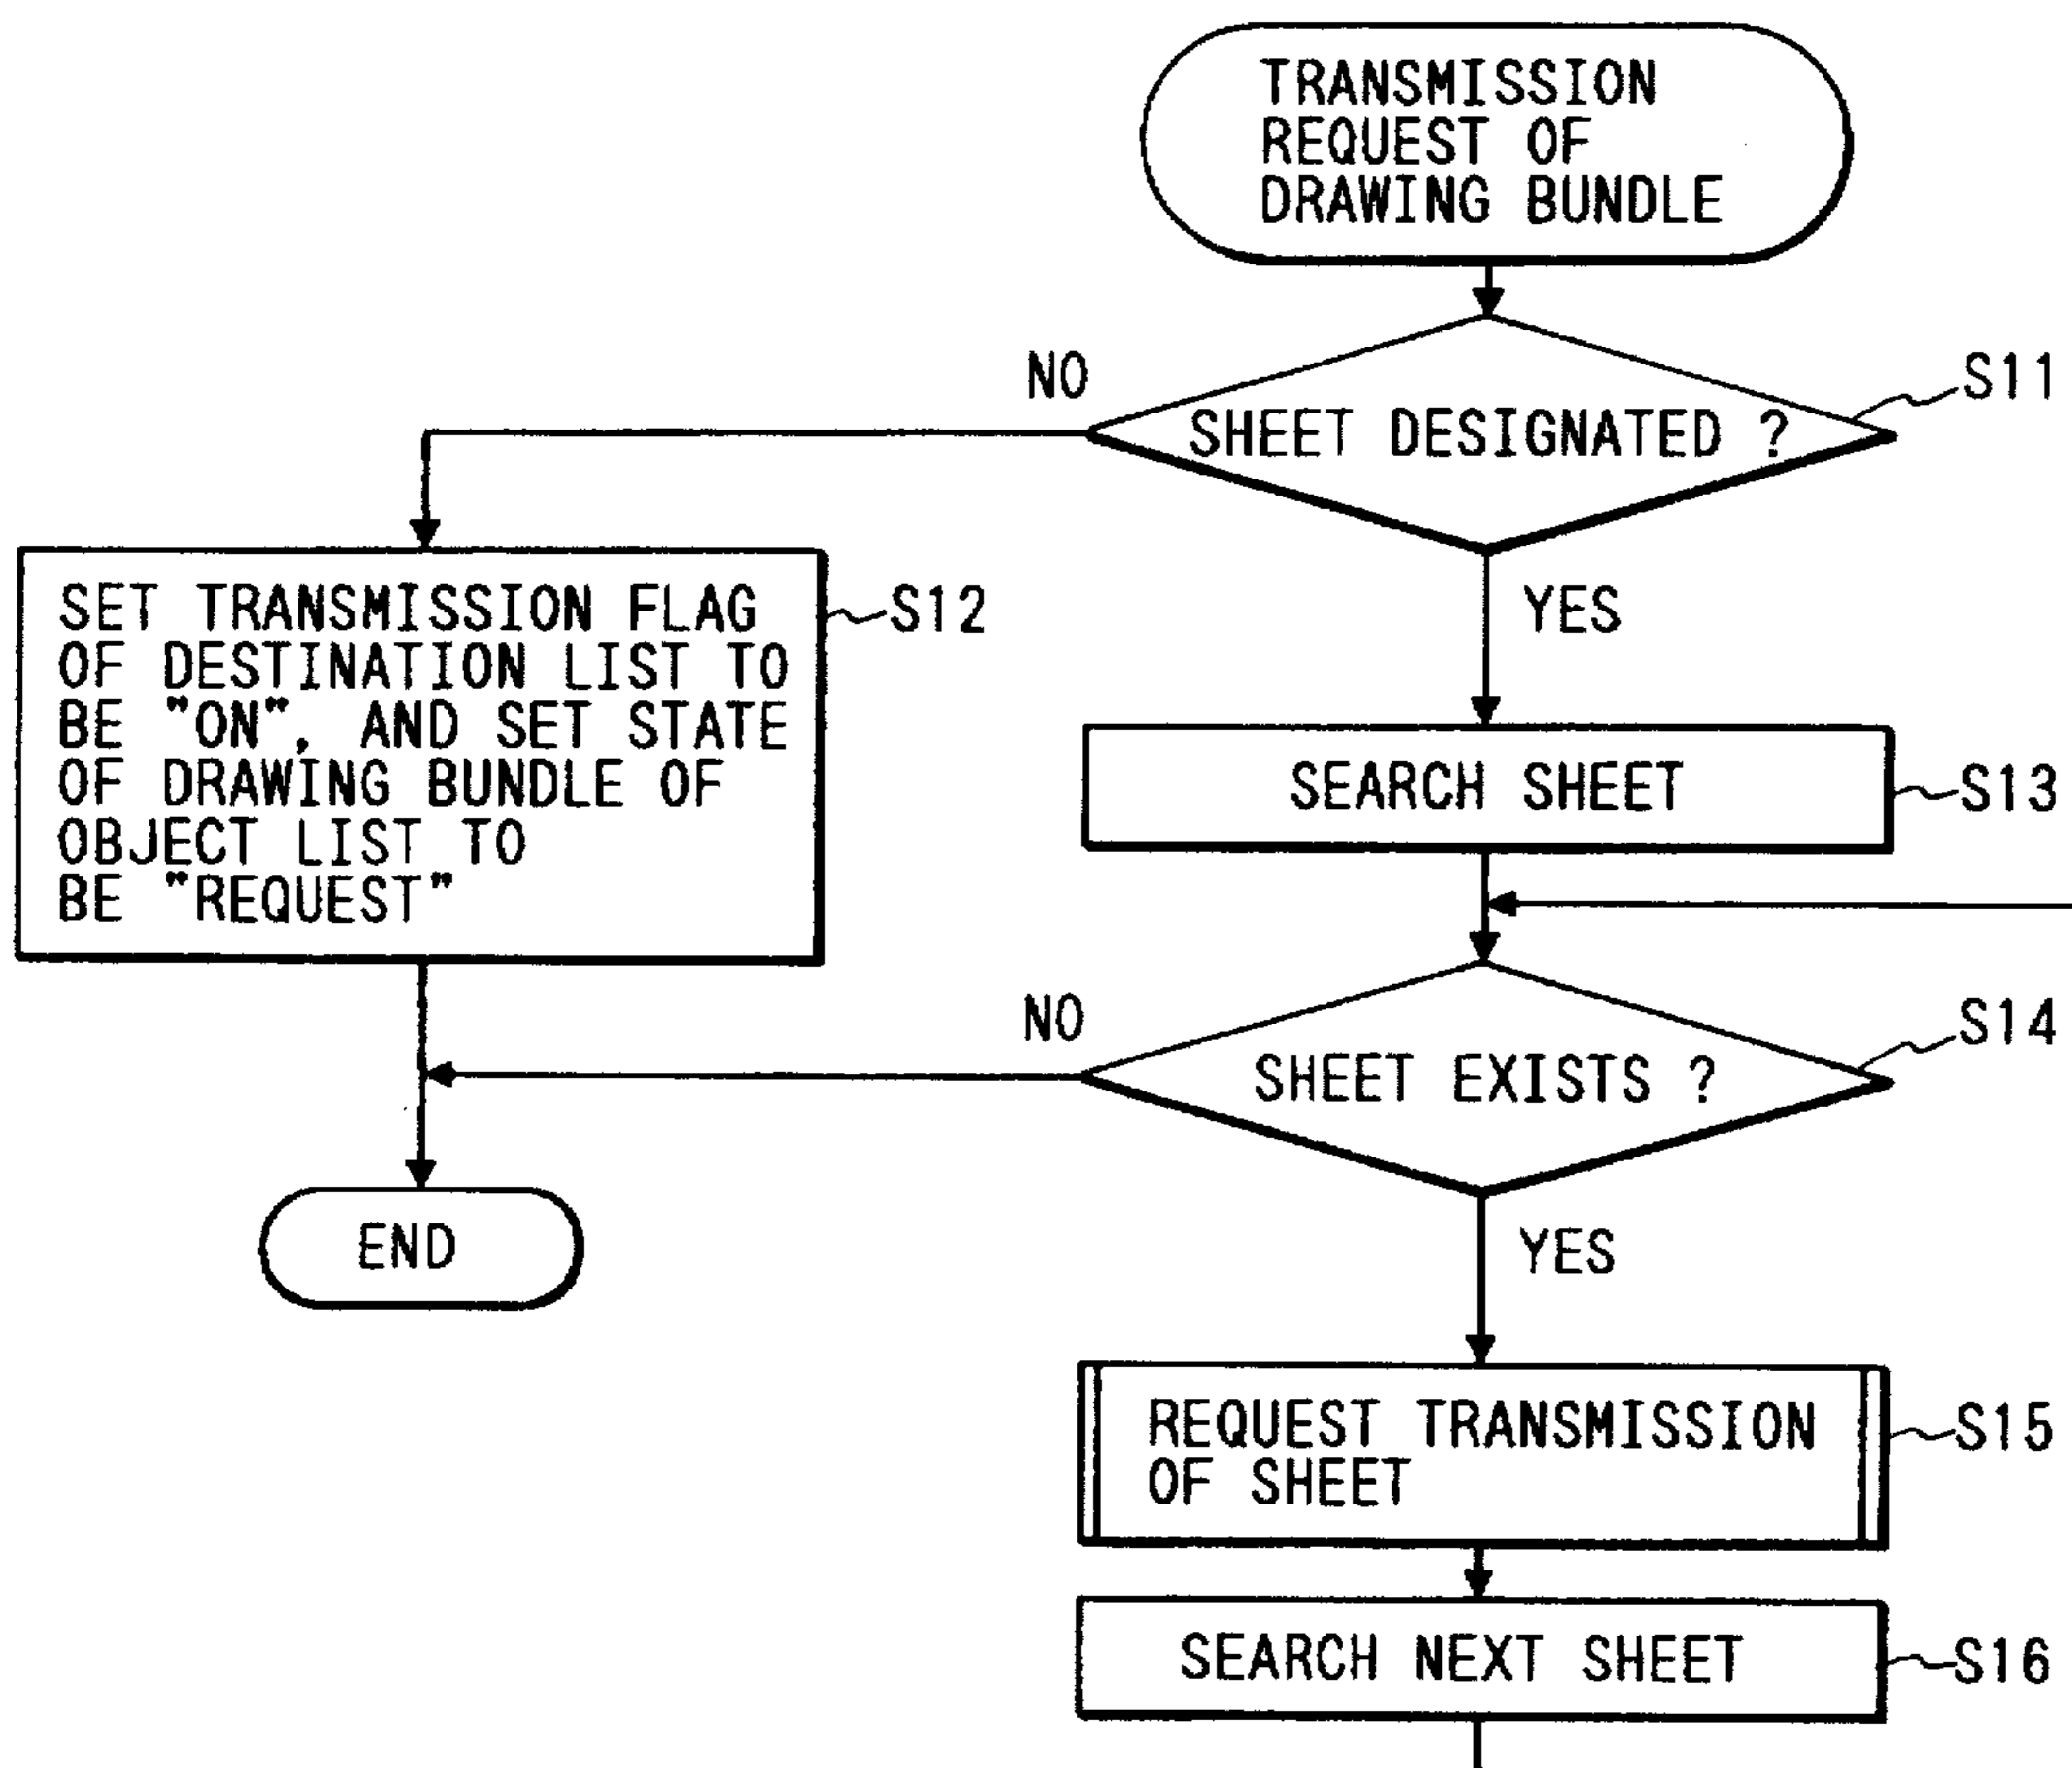 TRANSMISSION
REQUEST OF
DRAWING BUNDLE
NO
S11
SHEET DESIGNATED ?
SET TRANSMISSION FLAG
OF DESTINATION LIST TO
BE "ON", AND SET STATE
OF DRAWING BUNDLE OF
OBJECT LIST TO
BE "REQUEST"
S12
YES
SEARCH SHEET
S13
NO
S14
SHEET EXISTS ?
END
YES
REQUEST TRANSMISSION
OF SHEET
S15
SEARCH NEXT SHEET
S16